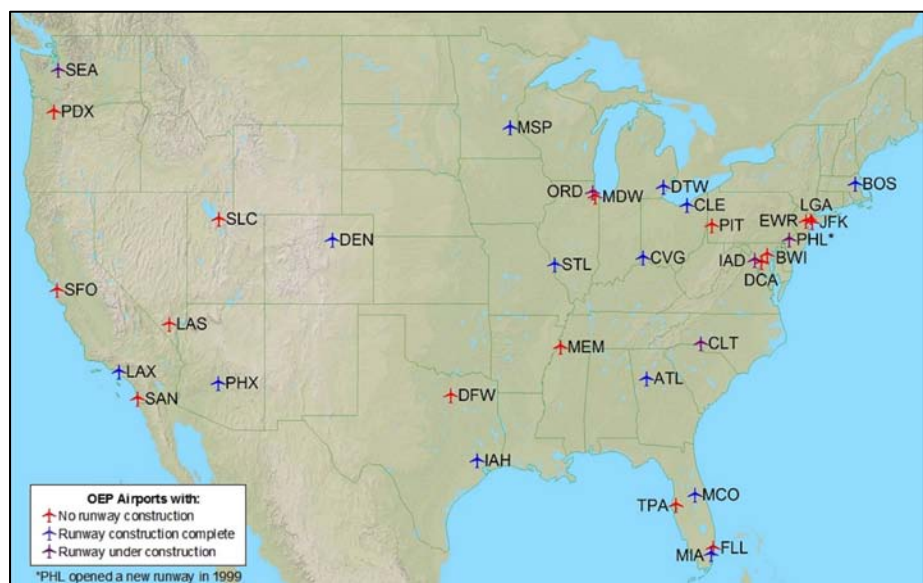 SEA
PDX
MSP
ORD
MDW
DTW
CLE
BOS
LGA
EWR
JFK
SLC
PIT
DEN
PHL*
STL
CVG
IAD
BWI
DCA
SFO
LAS
MEM
CLT
LAX
PHX
ATL
SAN
DFW
IAH
MCO
TPA
FLL
MIA
OEP Airports with:
No runway construction
Runway construction complete
Runway under construction
*PHL opened a new runway in 1999